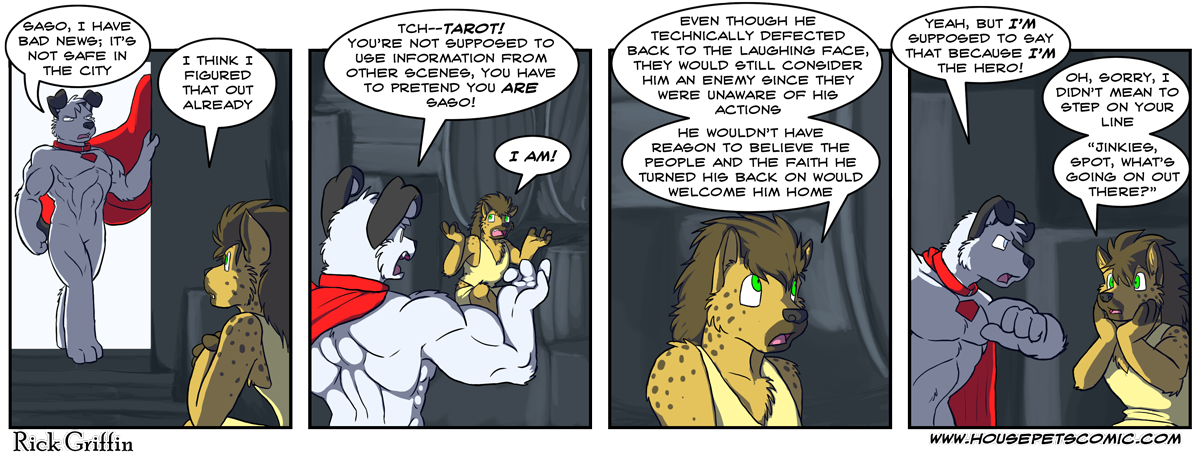 SASO, I HAVE
BAD NEWS; IT'S
NOT SAFE IN
THE CITY
I THINK I
FIGURED
THAT OUT
ALREADY
TCH--TAROT!
YOU'RE NOT SUPPOSED TO
USE INFORMATION FROM
OTHER SCENES, YOU HAVE
TO PRETEND YOU ARE
SASO!
I AM!
EVEN THOUGH HE
TECHNICALLY DEFECTED
BACK TO THE LAUGHING FACE,
THEY WOULD STILL CONSIDER
HIM AN ENEMY SINCE THEY
WERE UNAWARE OF HIS
ACTIONS
HE WOULDN'T HAVE
REASON TO BELIEVE THE
PEOPLE AND THE FAITH HE
TURNED HIS BACK ON WOULD
WELCOME HIM HOME
YEAH, BUT I'M
SUPPOSED TO SAY
THAT BECAUSE I'M
THE HERO!
OH, SORRY, I
DIDN'T MEAN TO
STEP ON YOUR
LINE
"JINKIES,
SPOT, WHAT'S
GOING ON OUT
THERE?"
Rick Griffin
WWW.HOUSEPETSCOMIC.COM